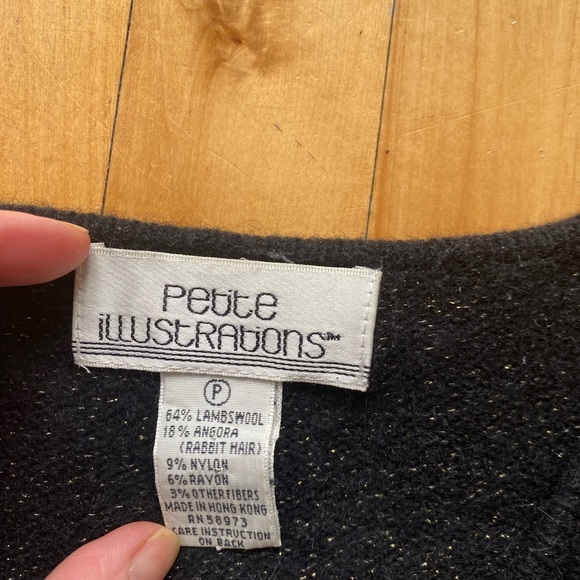 Petite
ILLUSTRATIONS™
P
64% LAMBSWOOL
18% ANGORA
(RABBIT HAIR)
9% NYLON
6% RAYON
3% OTHER FIBERS
MADE IN HONG KONG
RN 58973
CARE INSTRUCTION
ON BACK